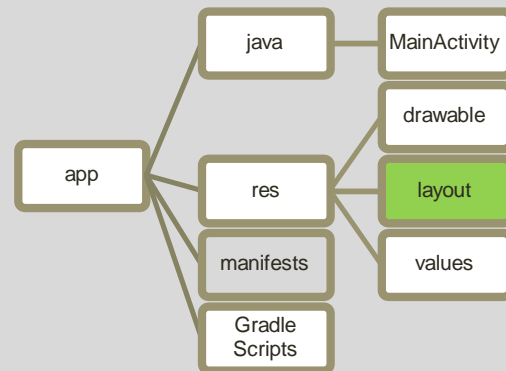 java
MainActivity
drawable
app
res
layout
manifests
values
Gradle
Scripts